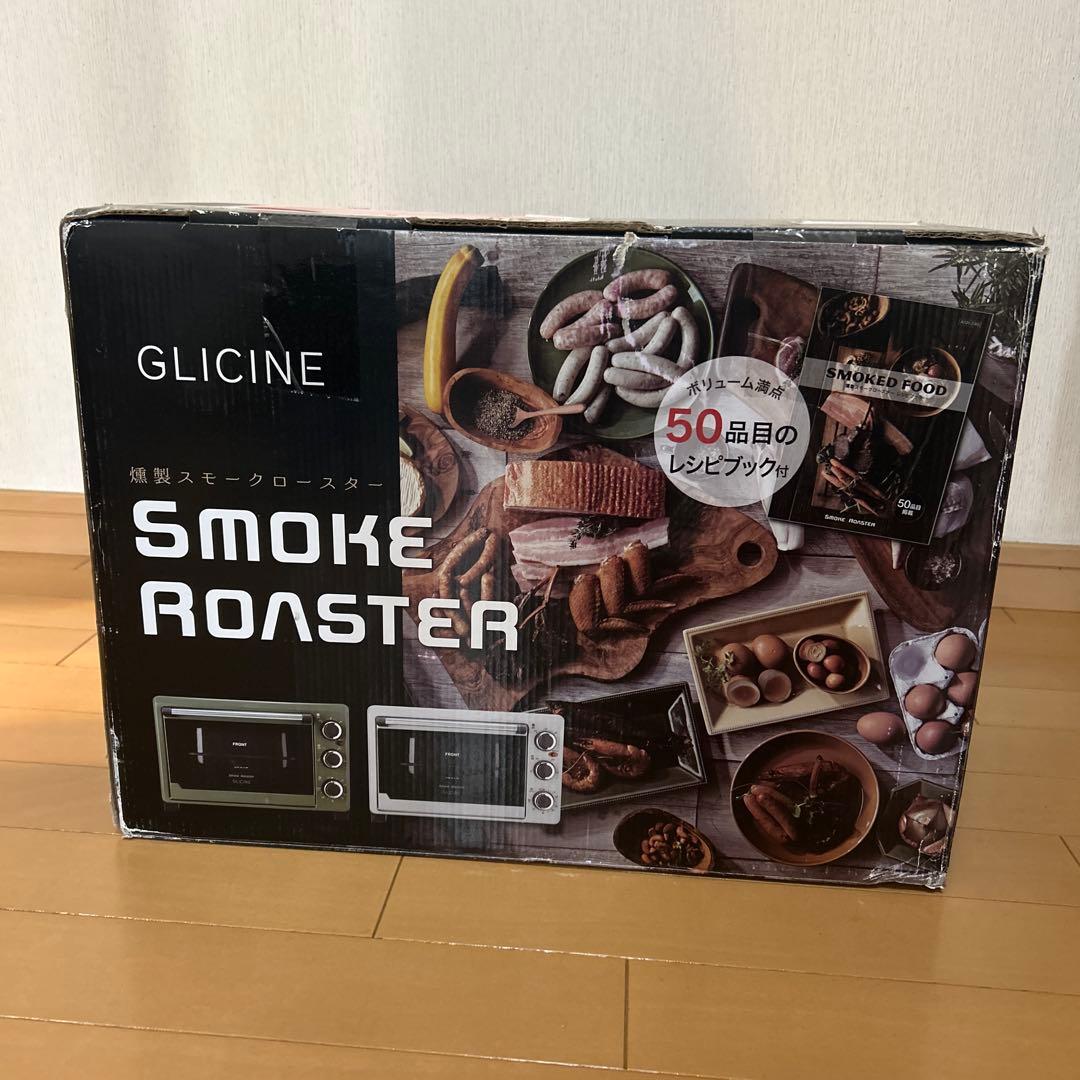 GLICINE
燻製スモークロースター
SMOKE
ROASTER
ボリューム満点
50品目の
レシピブック付
SMOKED FOOD
50品目
掲載
SMOKE ROASTER
FRONT
FRONT